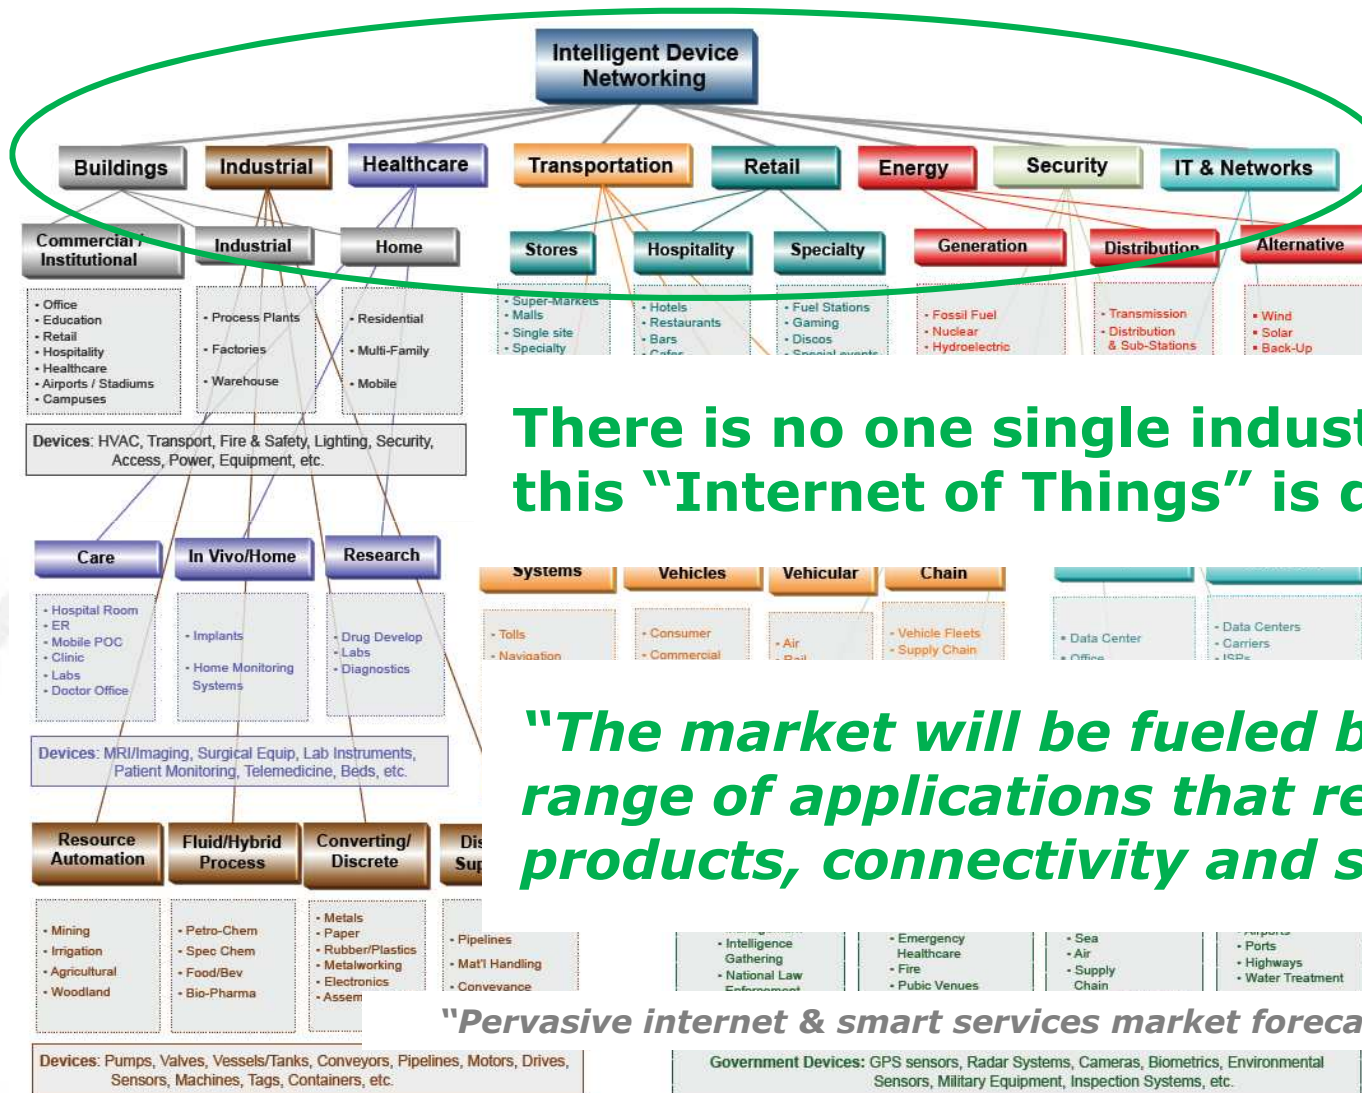 Intelligent Device
Networking
Buildings
Industrial
Healthcare
Transportation
Retail
Energy
Security
IT & Networks
Commercial /
Institutional
Industrial
Home
Stores
Hospitality
Specialty
Generation
Distribution
Alternative
• Office
• Education
• Retail
• Hospitality
• Healthcare
• Airports / Stadiums
• Campuses
• Process Plants
• Factories
• Warehouse
• Residential
• Multi-Family
• Mobile
• Super-Markets
• Malls
• Single site
• Specialty
• Hotels
• Restaurants
• Bars
• Cafes
• Fuel Stations
• Gaming
• Discos
• Special events
• Fossil Fuel
• Nuclear
• Hydroelectric
• Transmission
• Distribution
& Sub-Stations
• Wind
• Solar
• Back-Up
Devices: HVAC, Transport, Fire & Safety, Lighting, Security,
Access, Power, Equipment, etc.
There is no one single indust
this “Internet of Things” is
Care
In Vivo/Home
Research
Systems
Vehicles
Vehicular
Chain
• Hospital Room
• ER
• Mobile POC
• Clinic
• Labs
• Doctor Office
• Implants
• Home Monitoring
Systems
• Drug Develop
• Labs
• Diagnostics
• Tolls
• Navigation
• Consumer
• Commercial
• Air
• Rail
• Vehicle Fleets
• Supply Chain
• Data Center
• Office
• Data Centers
• Carriers
• ISPs
Devices: MRI/Imaging, Surgical Equip, Lab Instruments,
Patient Monitoring, Telemedicine, Beds, etc.
“The market will be fueled b
range of applications that re
products, connectivity and s
Resource
Automation
Fluid/Hybrid
Process
Converting/
Discrete
Dis
Sup
• Mining
• Irrigation
• Agricultural
• Woodland
• Petro-Chem
• Spec Chem
• Food/Bev
• Bio-Pharma
• Metals
• Paper
• Rubber/Plastics
• Metalworking
• Electronics
• Assem
• Pipelines
• Mat'l Handling
• Conveyance
• Intelligence
Gathering
• National Law
Enforcement
• Emergency
Healthcare
• Fire
• Pubic Venues
• Sea
• Air
• Supply
Chain
• Airports
• Ports
• Highways
• Water Treatment
“Pervasive internet & smart services market foreca
Devices: Pumps, Valves, Vessels/Tanks, Conveyors, Pipelines, Motors, Drives,
Sensors, Machines, Tags, Containers, etc.
Government Devices: GPS sensors, Radar Systems, Cameras, Biometrics, Environmental
Sensors, Military Equipment, Inspection Systems, etc.